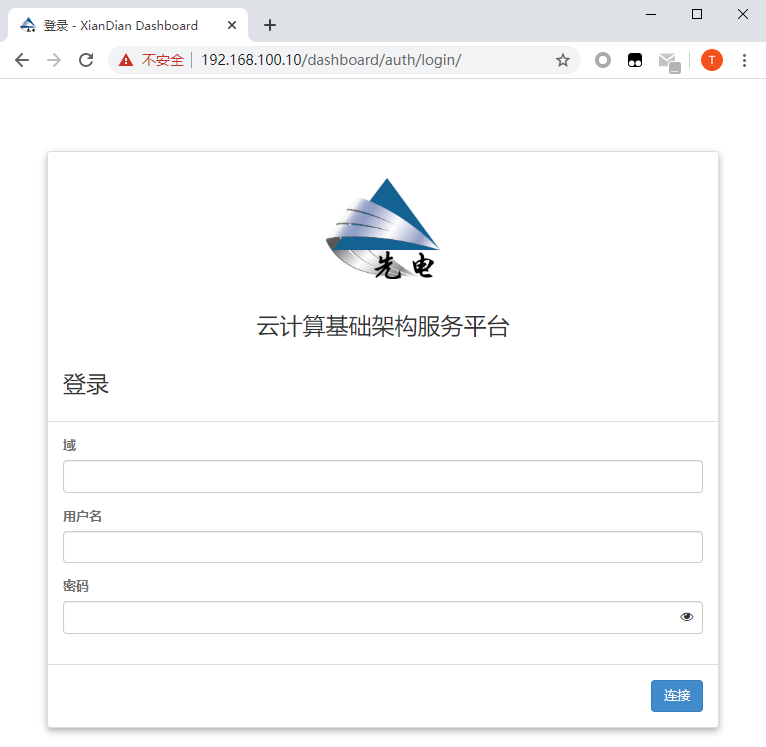 登录 - XianDian Dashboard
不安全 | 192.168.100.10/dashboard/auth/login/
T
先电
云计算基础架构服务平台
登录
域
用户名
密码
连接